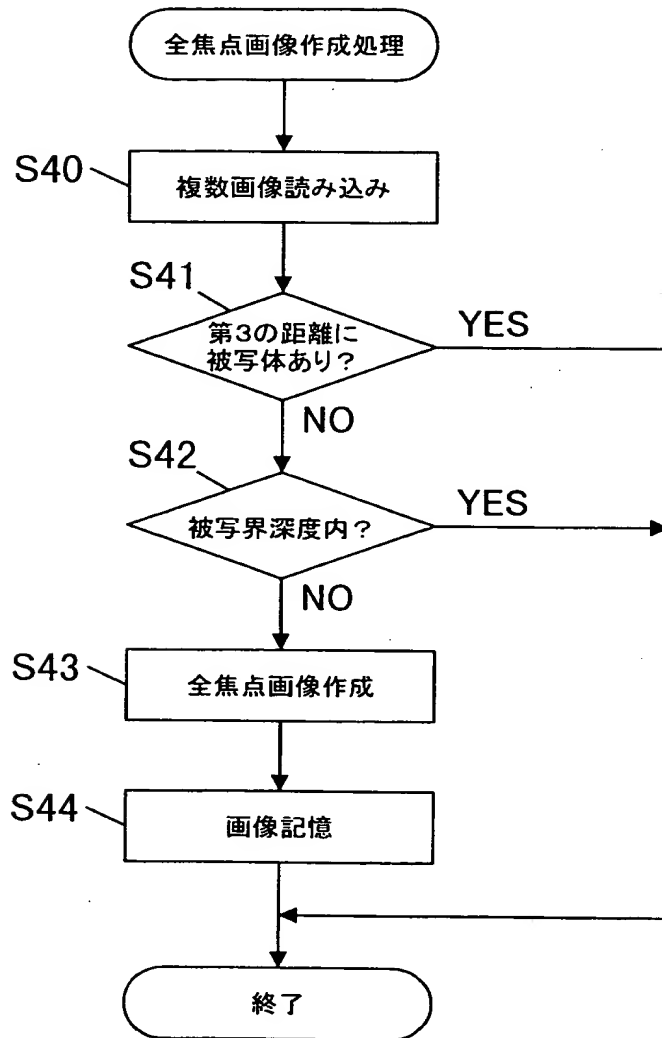 全焦点画像作成処理
S40
複数画像読み込み
S41
第3の距離に
被写体あり?
YES
NO
S42
被写界深度内?
YES
NO
S43
全焦点画像作成
S44
画像記憶
終了